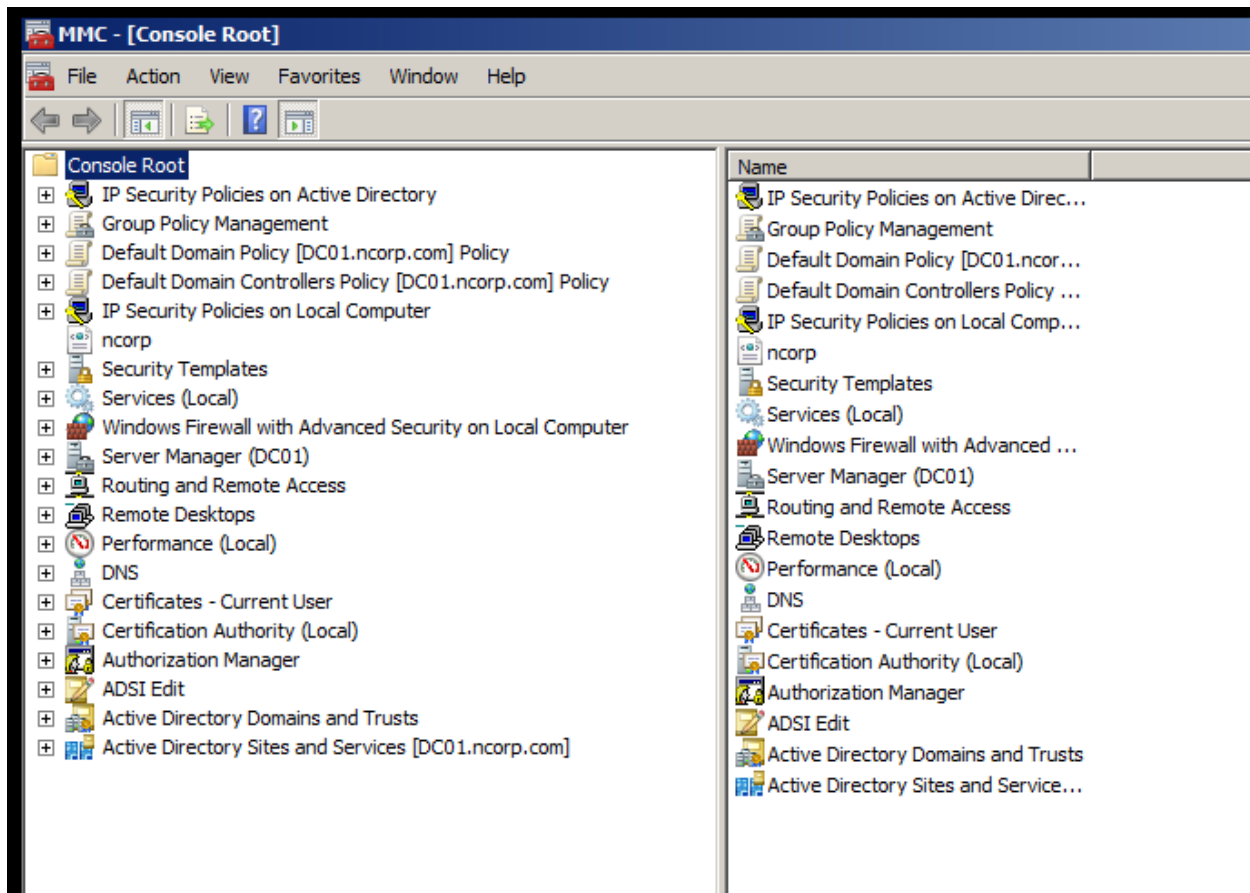 MMC - [Console Root]
File Action View Favorites Window Help
Console Root
IP Security Policies on Active Directory
Group Policy Management
Default Domain Policy [DC01.ncorp.com] Policy
Default Domain Controllers Policy [DC01.ncorp.com] Policy
IP Security Policies on Local Computer
ncorp
Security Templates
Services (Local)
Windows Firewall with Advanced Security on Local Computer
Server Manager (DC01)
Routing and Remote Access
Remote Desktops
Performance (Local)
DNS
Certificates - Current User
Certification Authority (Local)
Authorization Manager
ADSI Edit
Active Directory Domains and Trusts
Active Directory Sites and Services [DC01.ncorp.com]
Name
IP Security Policies on Active Direc...
Group Policy Management
Default Domain Policy [DC01.ncor...
Default Domain Controllers Policy ...
IP Security Policies on Local Comp...
ncorp
Security Templates
Services (Local)
Windows Firewall with Advanced ...
Server Manager (DC01)
Routing and Remote Access
Remote Desktops
Performance (Local)
DNS
Certificates - Current User
Certification Authority (Local)
Authorization Manager
ADSI Edit
Active Directory Domains and Trusts
Active Directory Sites and Service...